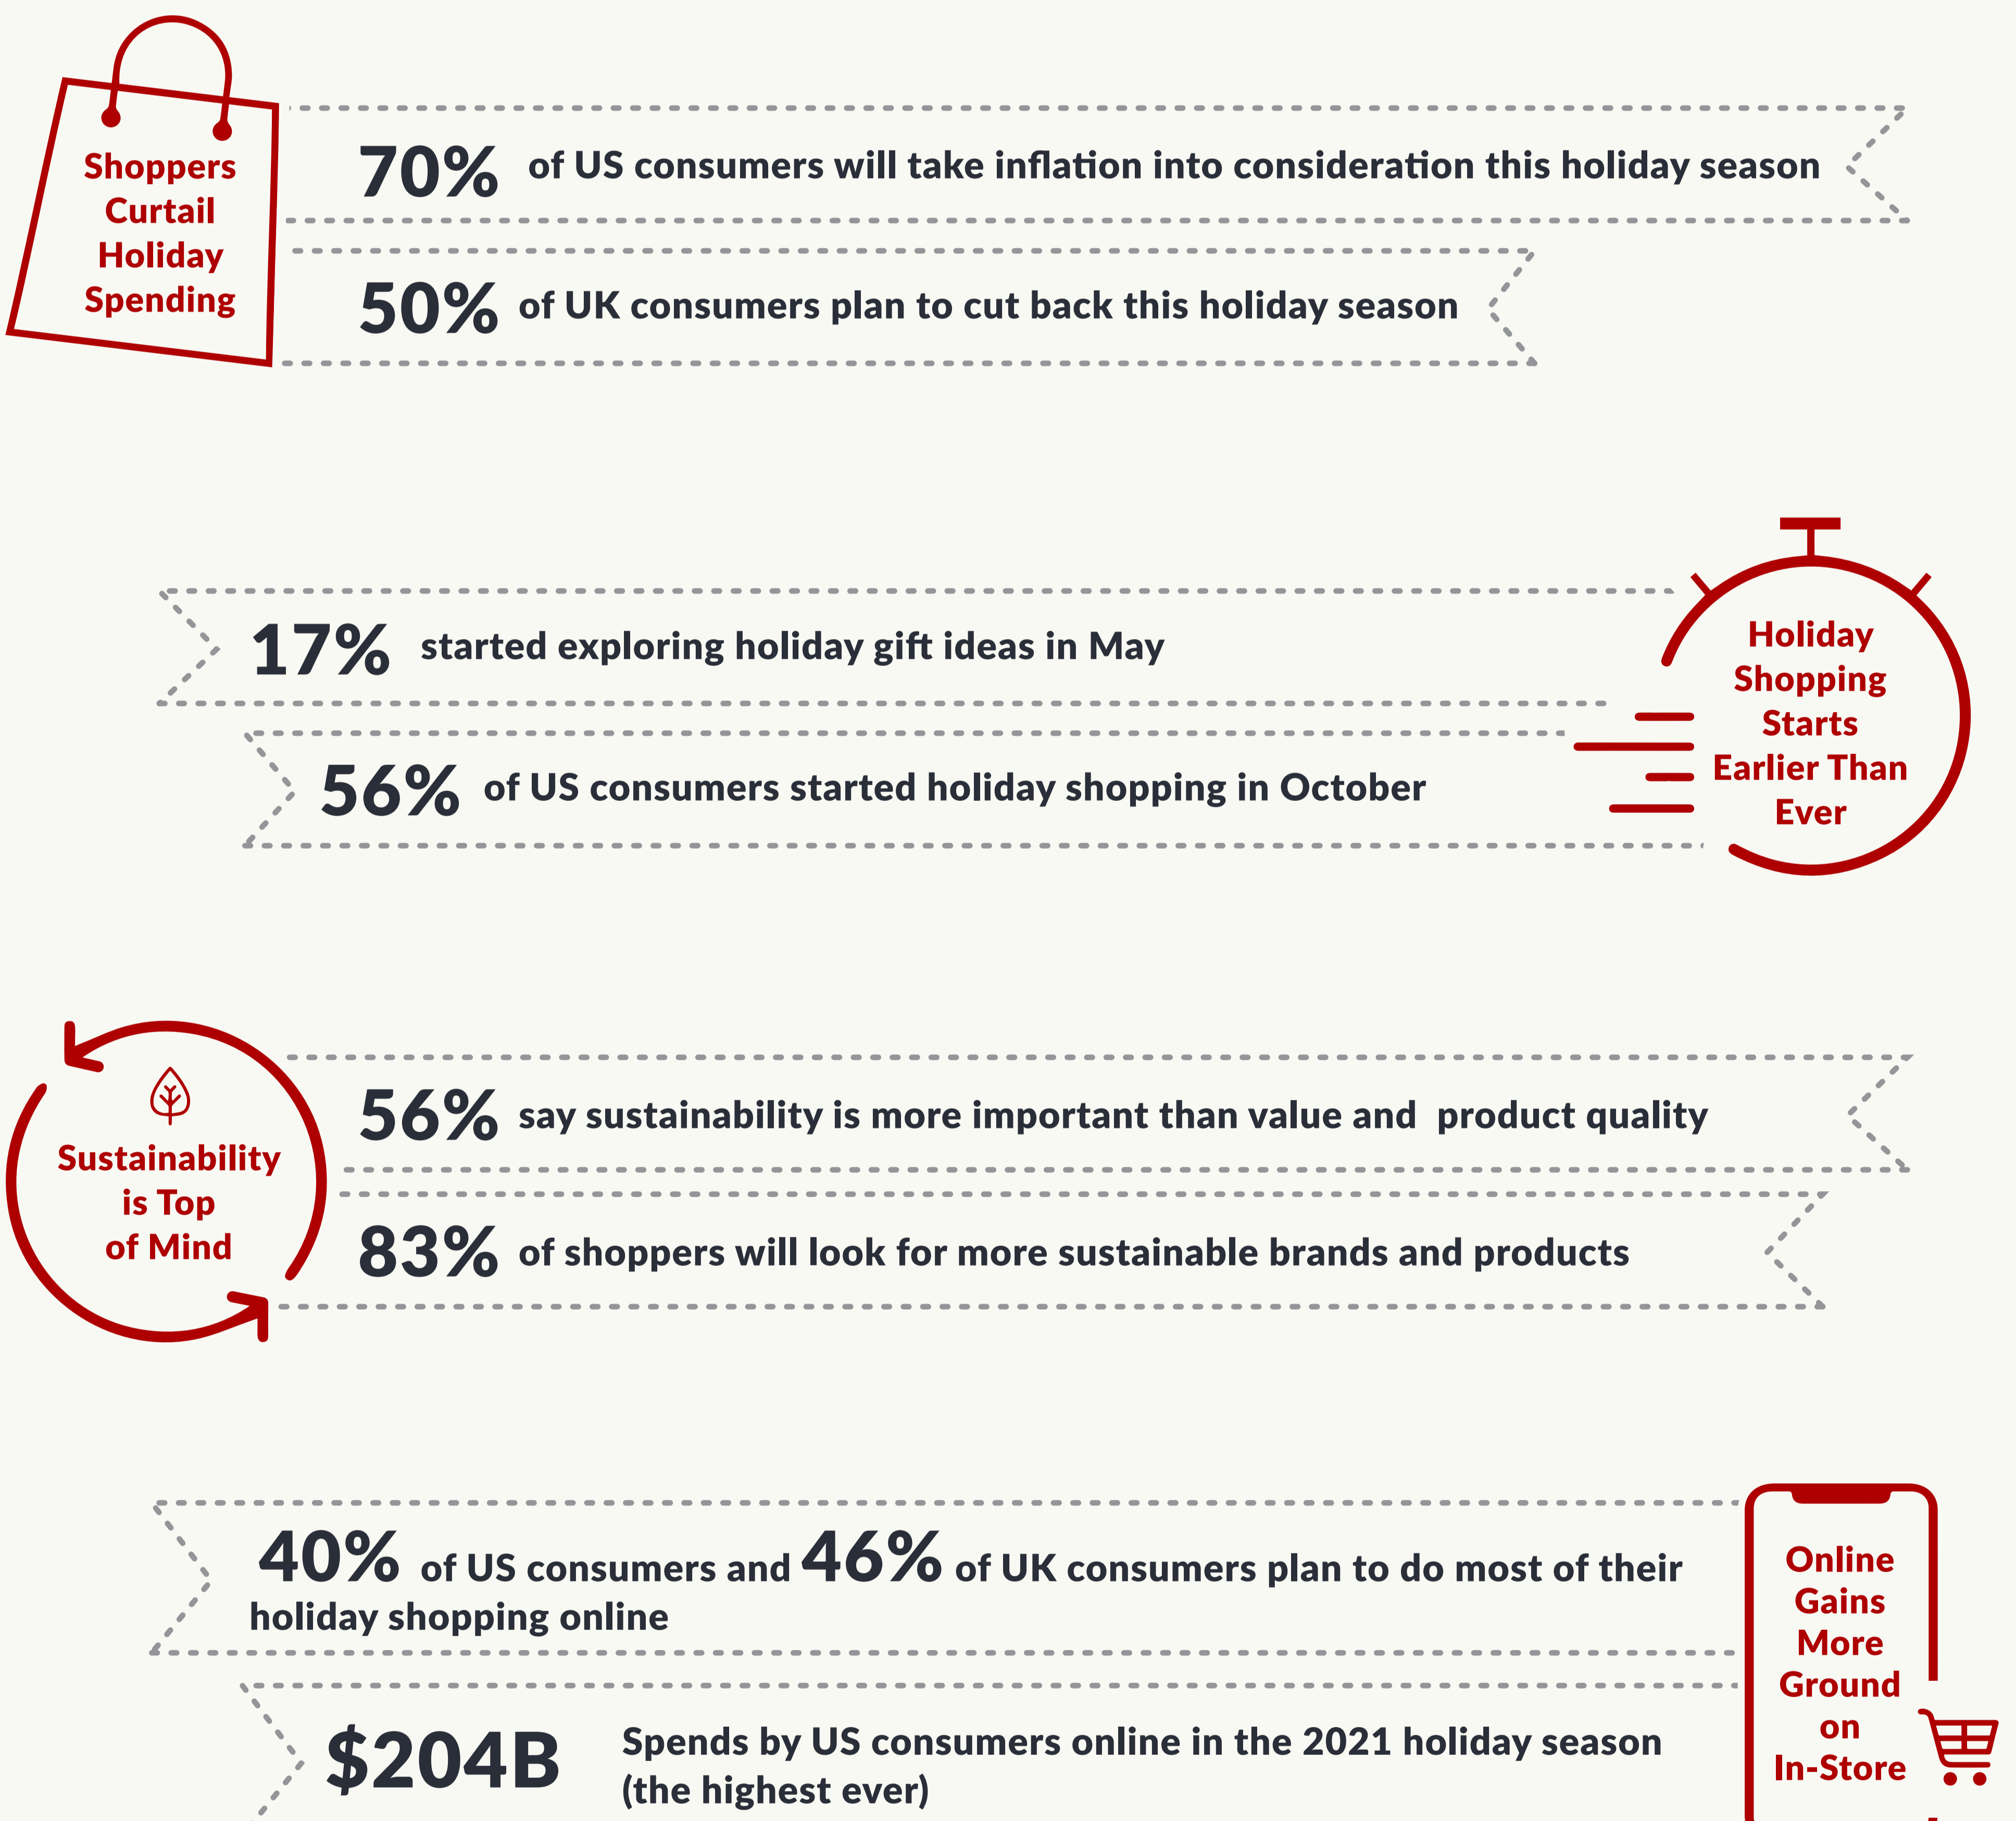 Shoppers
Curtail
Holiday
Spending
70% of US consumers will take inflation into consideration this holiday season
50% of UK consumers plan to cut back this holiday season
17% started exploring holiday gift ideas in May
56% of US consumers started holiday shopping in October
Holiday
Shopping
Starts
Earlier Than
Ever
Sustainability
is Top
of Mind
56% say sustainability is more important than value and product quality
83% of shoppers will look for more sustainable brands and products
40% of US consumers and 46% of UK consumers plan to do most of their
holiday shopping online
$204B Spends by US consumers online in the 2021 holiday season
(the highest ever)
Online
Gains
More
Ground
on
In-Store